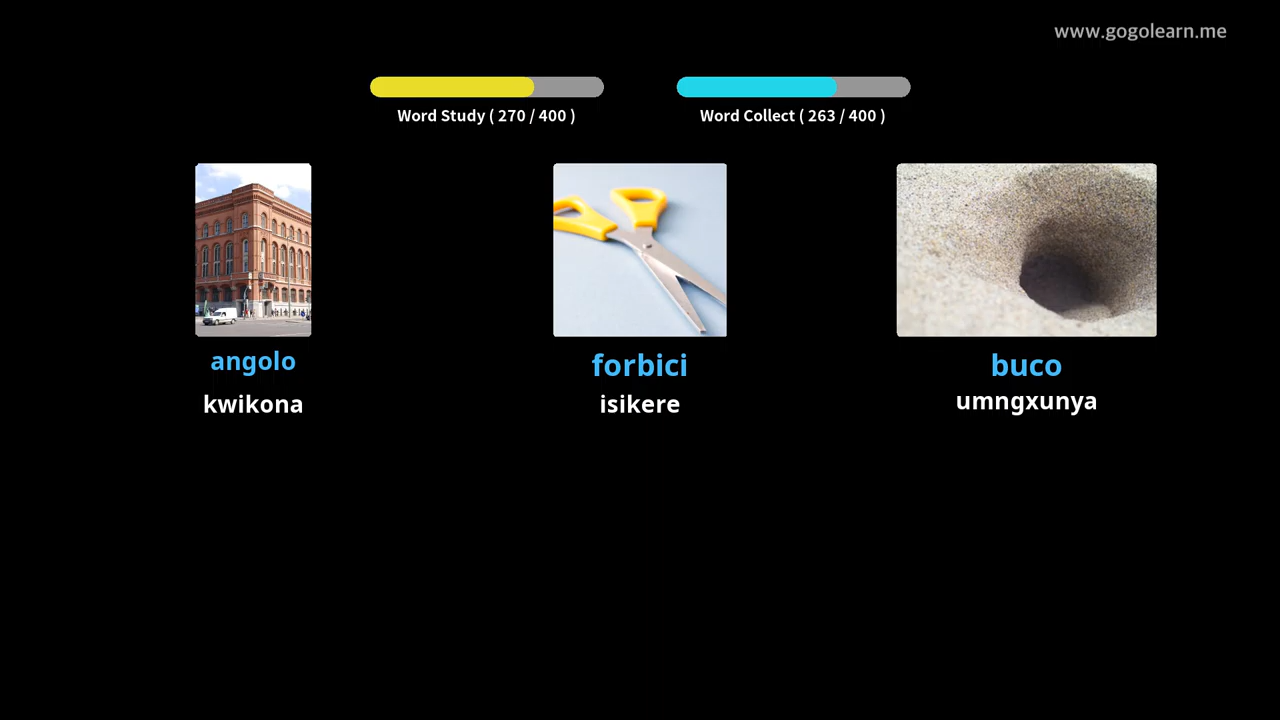 www.gogolearn.me
Word Study ( 270 / 400 )
Word Collect ( 263 / 400 )
angolo
kwikona
forbici
isikere
buco
umngxunya